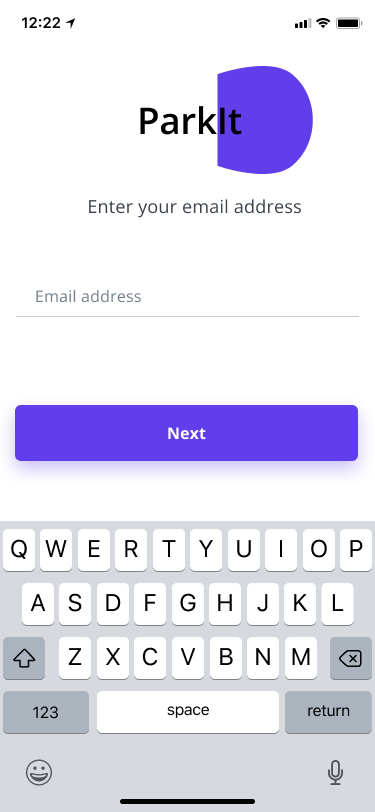 12:22
ParkIt
Enter your email address
Email address
Next
Q W E R T Y U I O P
A S D F G H J K L
Z X C V B N M
123 space return